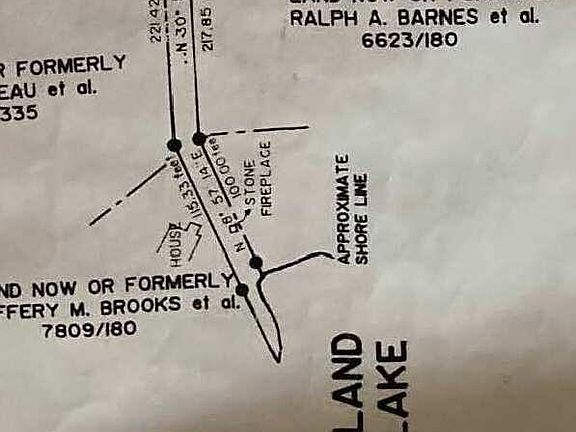 RALPH A. BARNES et al.
6623/180
221.42
N 30°
217.85
R FORMERLY
EAU et al.
335
115.33 feet
57' 14" E
100.00 feet
N
STONE
FIREPLACE
HOUSE
APPROXIMATE
SHORE LINE
ND NOW OR FORMERLY
FFERY M. BROOKS et al.
7809/180
LAND
LAKE